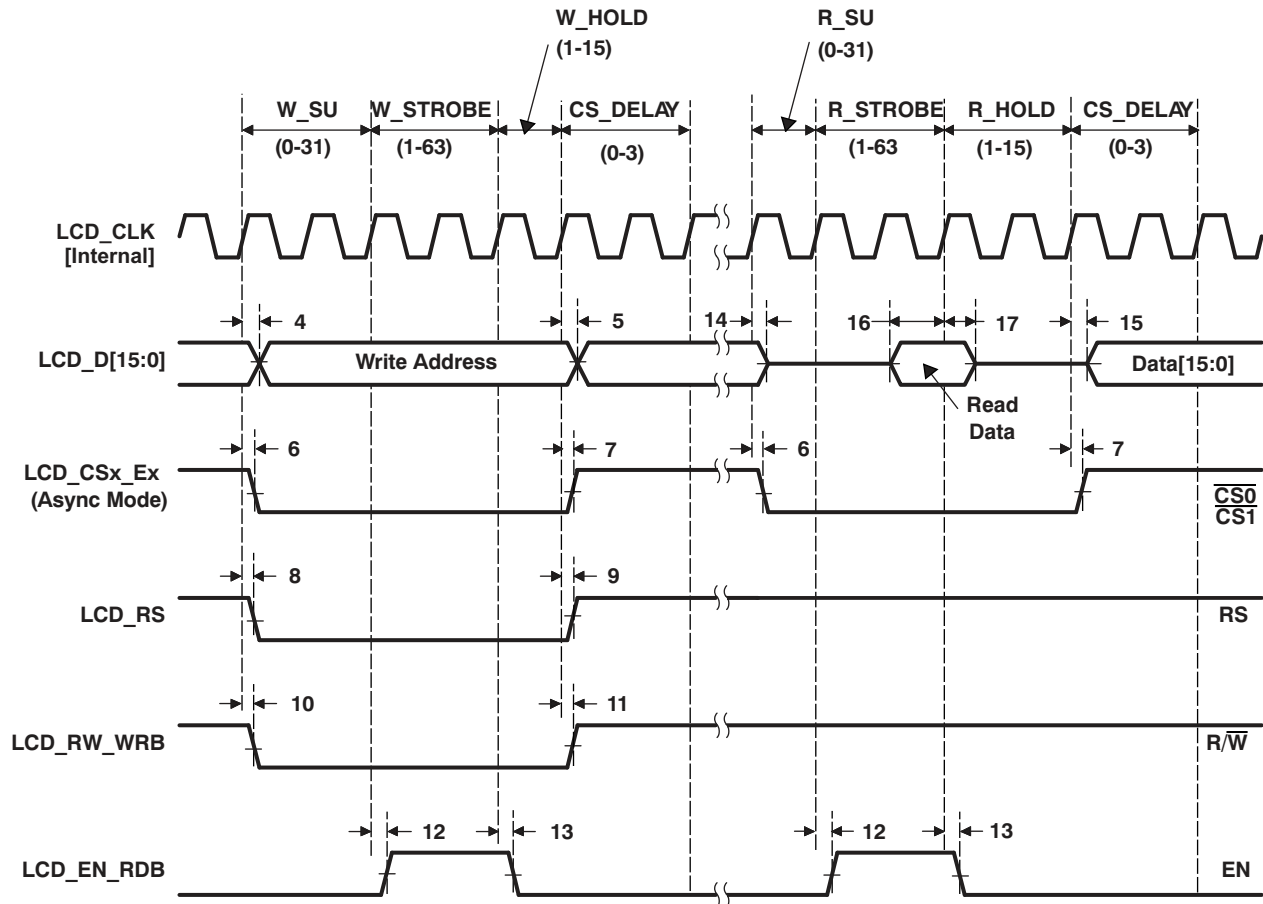 W_HOLD
(1-15)
R_SU
(0-31)
W_SU
W_STROBE
CS_DELAY
R_STROBE
R_HOLD
CS_DELAY
(0-31)
(1-63)
(0-3)
(1-63
(1-15)
(0-3)
LCD_CLK
[Internal]
4
5
14
16
17
15
LCD_D[15:0]
Write Address
Data[15:0]
Read
Data
6
7
6
7
LCD_CSx_Ex
(Async Mode)
CS0
CS1
8
9
LCD_RS
RS
10
11
LCD_RW_WRB
R/W
12
13
12
13
LCD_EN_RDB
EN